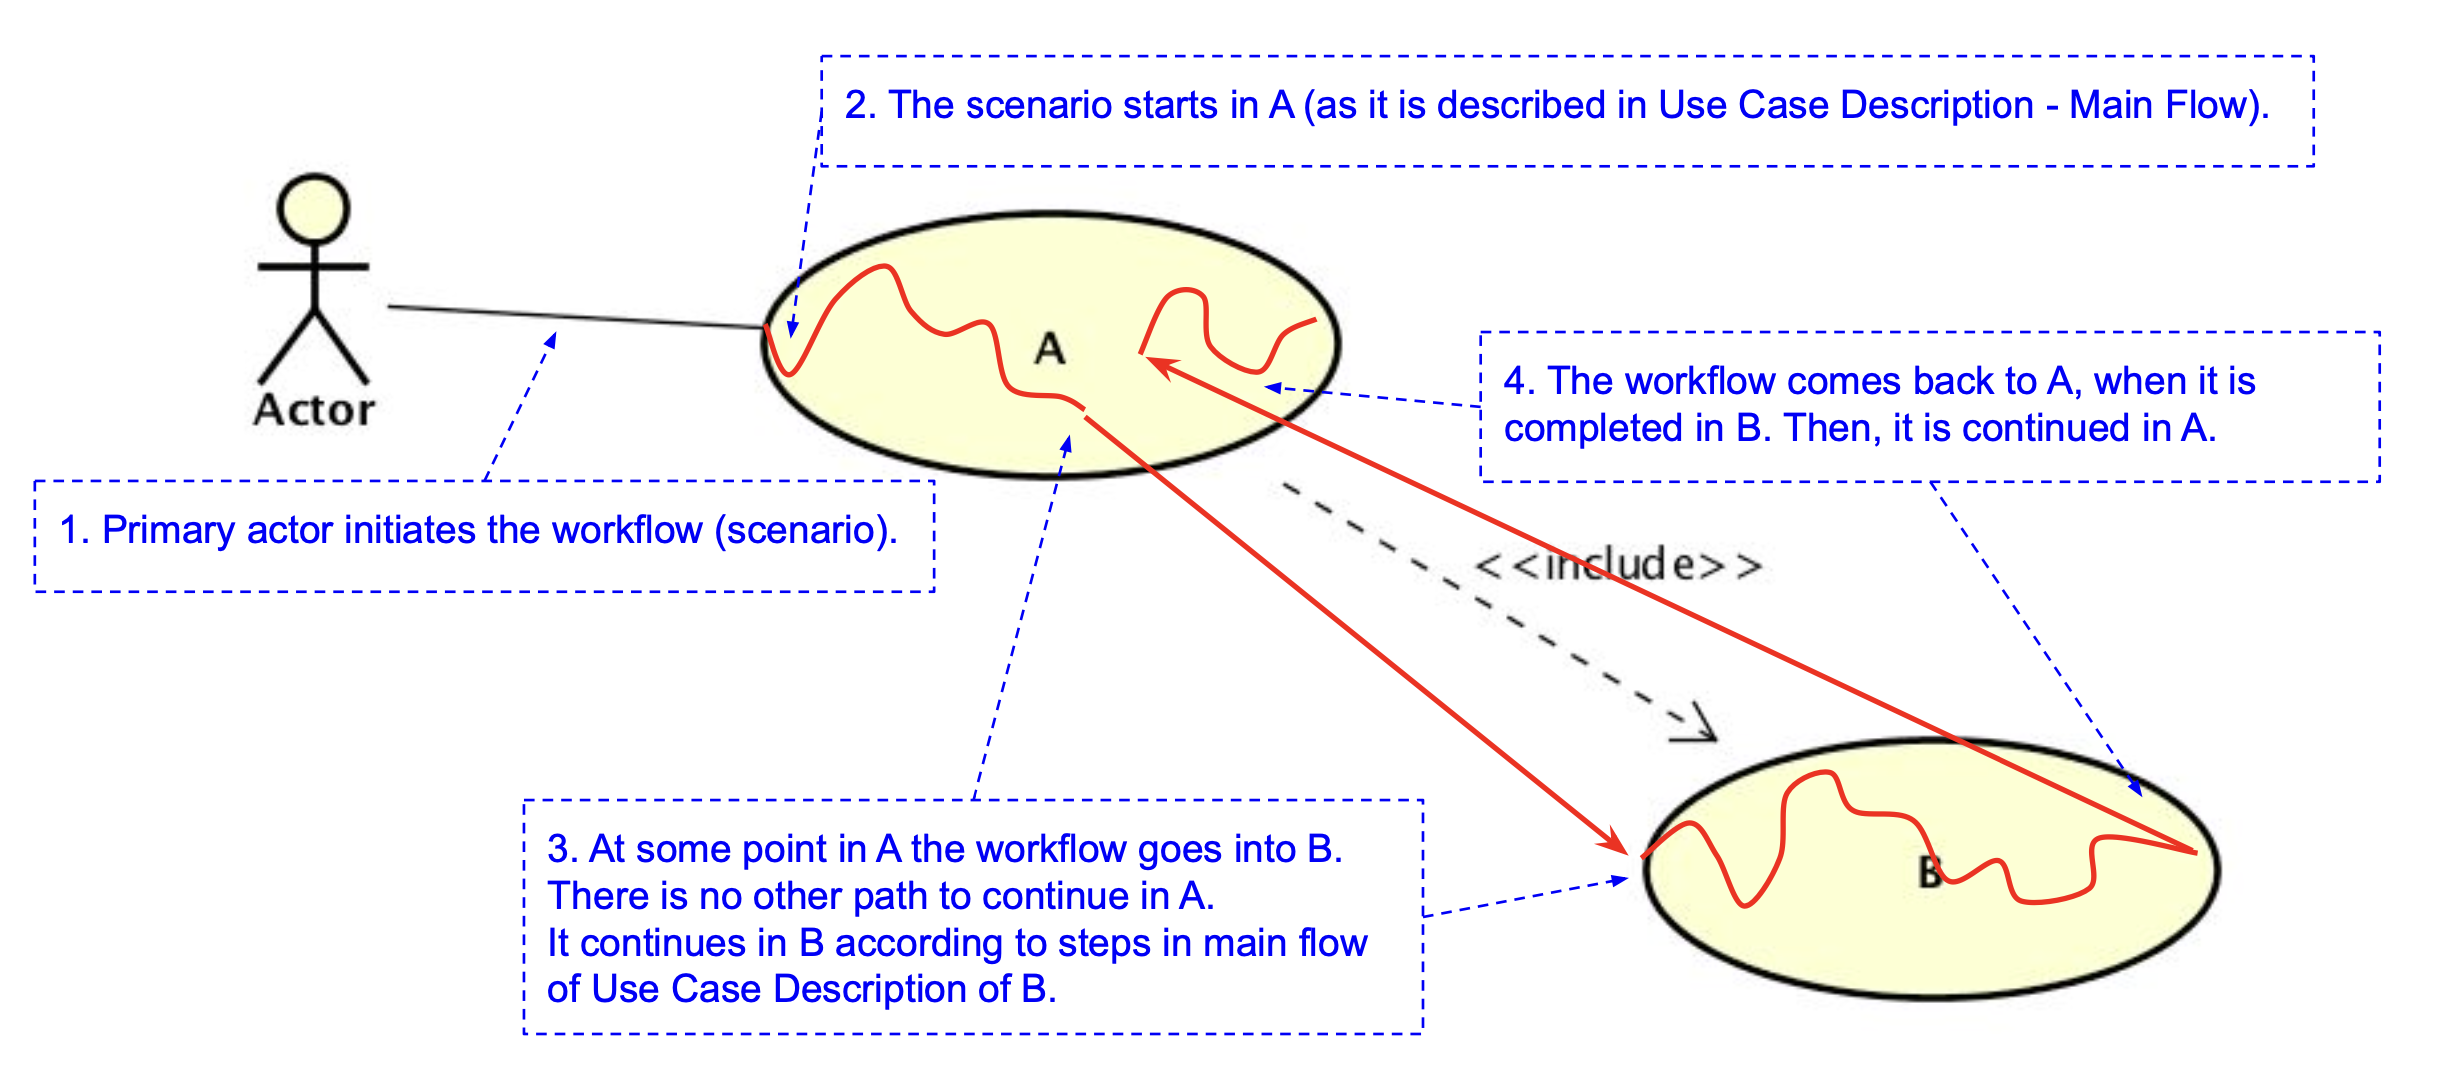 2. The scenario starts in A (as it is described in Use Case Description - Main Flow).
A
Actor
4. The workflow comes back to A, when it is
completed in B. Then, it is continued in A.
1. Primary actor initiates the workflow (scenario).
<<include>>
3. At some point in A the workflow goes into B.
There is no other path to continue in A.
It continues in B according to steps in main flow
of Use Case Description of B.
B